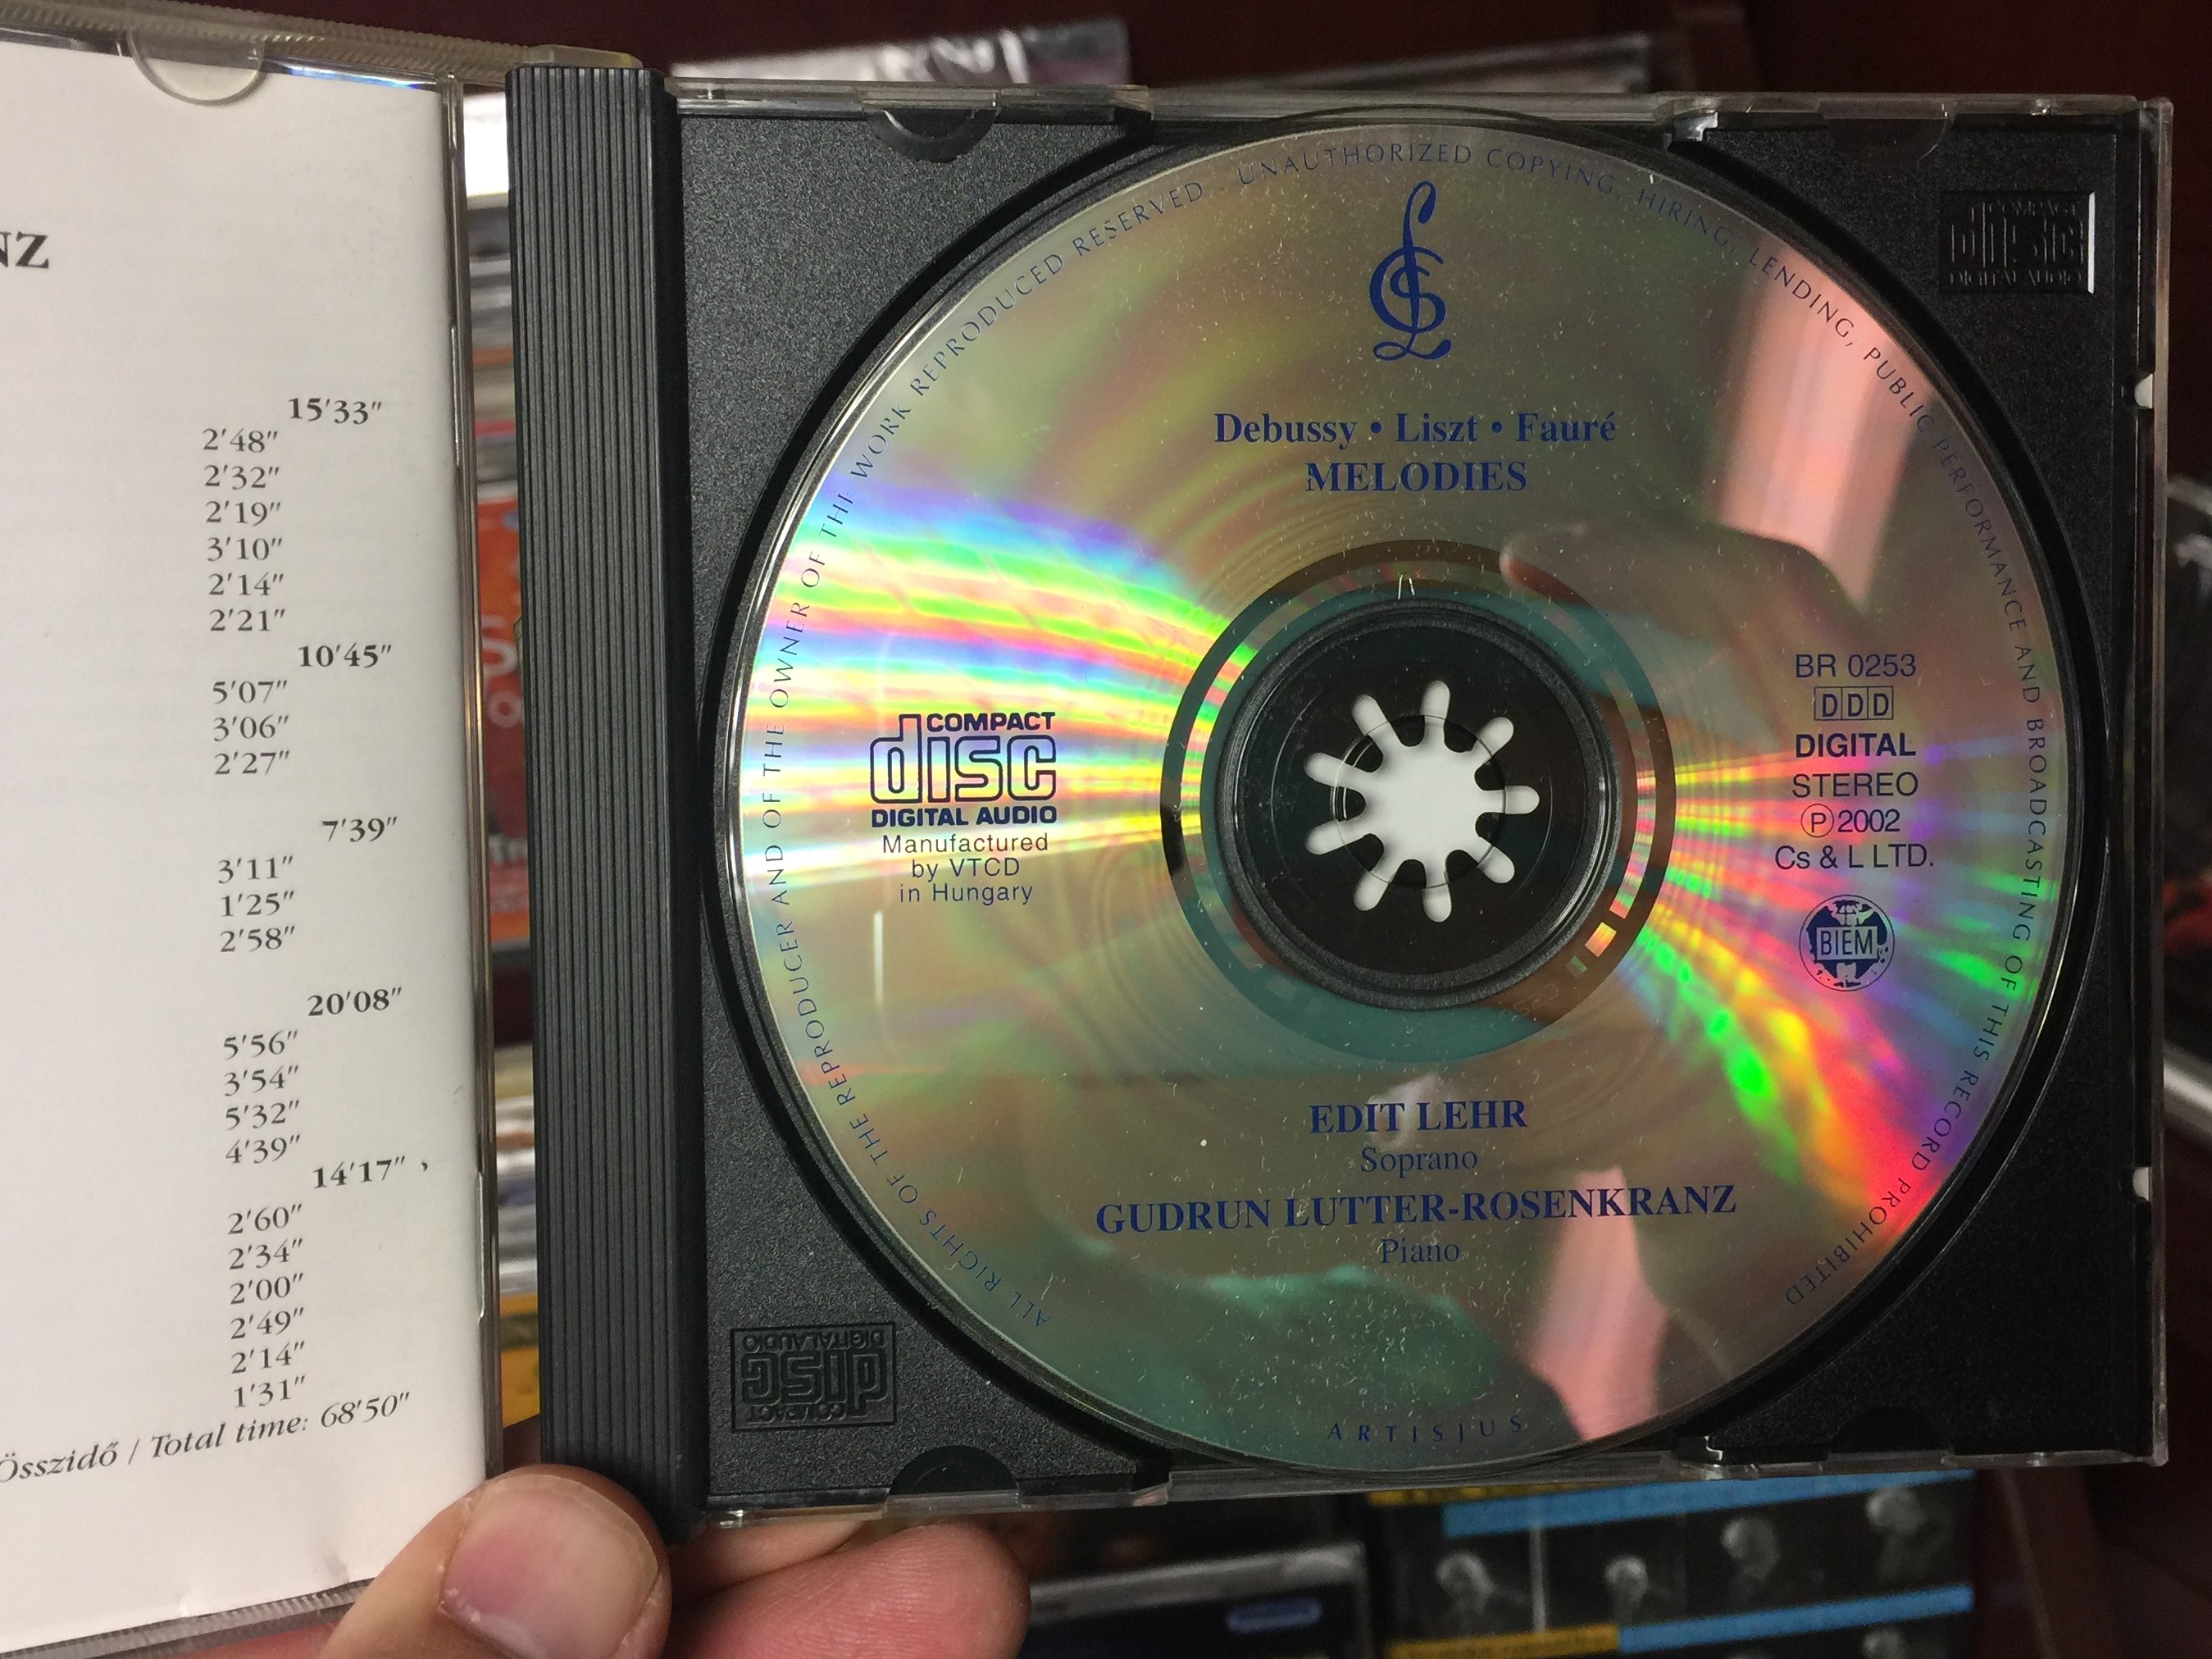 NZ
15'33"
2'48"
2'32"
2'19"
3'10"
2'14"
2'21"
10'45"
5'07"
3'06"
2'27"
7'39"
3'11"
1'25"
2'58"
20'08"
5'56"
3'54"
5'32"
4'39"
14'17"
2'60"
2'34"
2'00"
2'49"
2'14"
1'31"
Összidő / Total time: 68'50"
ALL RIGHTS OF THE REPRODUCER AND OF THE OWNER OF THE WORK REPRODUCED RESERVED · UNAUTHORIZED COPYING, HIRING, LENDING, PUBLIC PERFORMANCE AND BROADCASTING OF THIS RECORD PROHIBITED
Debussy • Liszt • Fauré
MELODIES
COMPACT
disc
DIGITAL AUDIO
Manufactured
by VTCD
in Hungary
BR 0253
DDD
DIGITAL
STEREO
Ⓟ 2002
Cs & L LTD.
BIEM
EDIT LEHR
Soprano
GUDRUN LUTTER-ROSENKRANZ
Piano
ARTISJUS
COMPACT
disc
DIGITAL AUDIO
COMPACT
disc
DIGITAL AUDIO